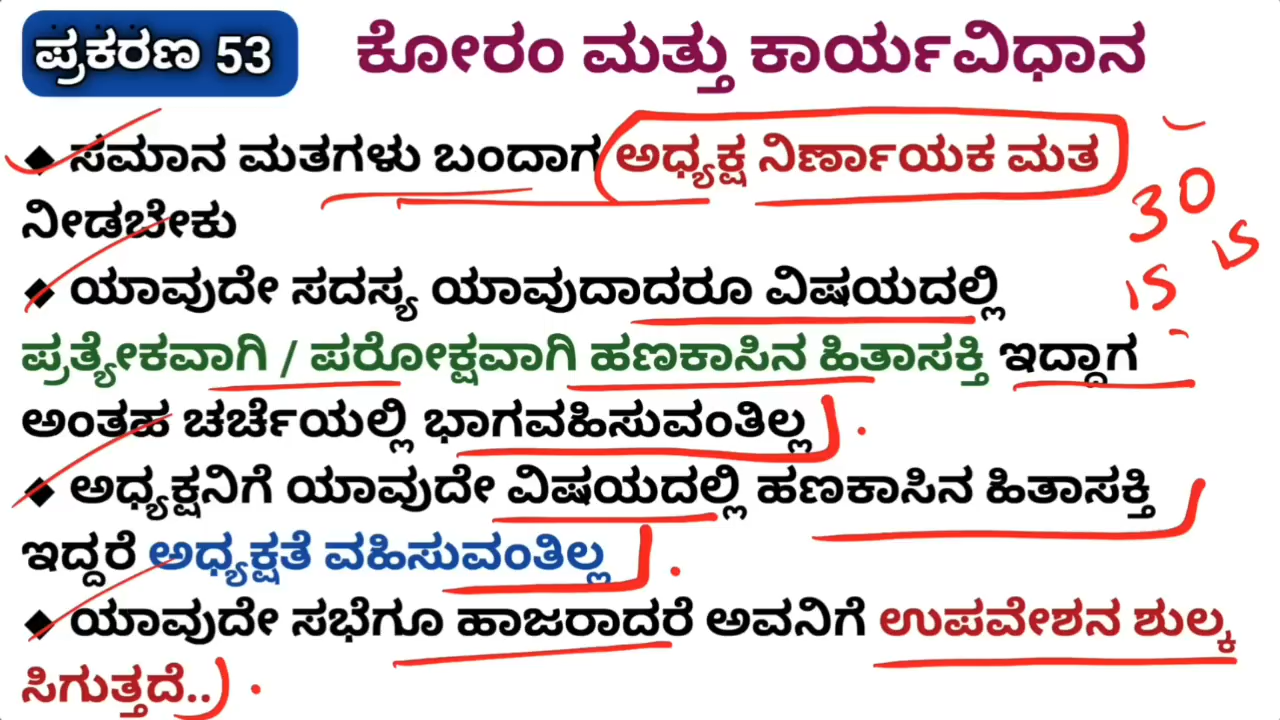 ಪ್ರಕರಣ 53 ಕೋರಂ ಮತ್ತು ಕಾರ್ಯವಿಧಾನ
◆ ಸಮಾನ ಮತಗಳು ಬಂದಾಗ ಅಧ್ಯಕ್ಷ ನಿರ್ಣಾಯಕ ಮತ
ನೀಡಬೇಕು
30
15
15
◆ ಯಾವುದೇ ಸದಸ್ಯ ಯಾವುದಾದರೂ ವಿಷಯದಲ್ಲಿ
ಪ್ರತ್ಯೇಕವಾಗಿ / ಪರೋಕ್ಷವಾಗಿ ಹಣಕಾಸಿನ ಹಿತಾಸಕ್ತಿ ಇದ್ದಾಗ
ಅಂತಹ ಚರ್ಚೆಯಲ್ಲಿ ಭಾಗವಹಿಸುವಂತಿಲ್ಲ
◆ ಅಧ್ಯಕ್ಷನಿಗೆ ಯಾವುದೇ ವಿಷಯದಲ್ಲಿ ಹಣಕಾಸಿನ ಹಿತಾಸಕ್ತಿ
ಇದ್ದರೆ ಅಧ್ಯಕ್ಷತೆ ವಹಿಸುವಂತಿಲ್ಲ
◆ ಯಾವುದೇ ಸಭೆಗೂ ಹಾಜರಾದರೆ ಅವನಿಗೆ ಉಪವೇಶನ ಶುಲ್ಕ
ಸಿಗುತ್ತದೆ..